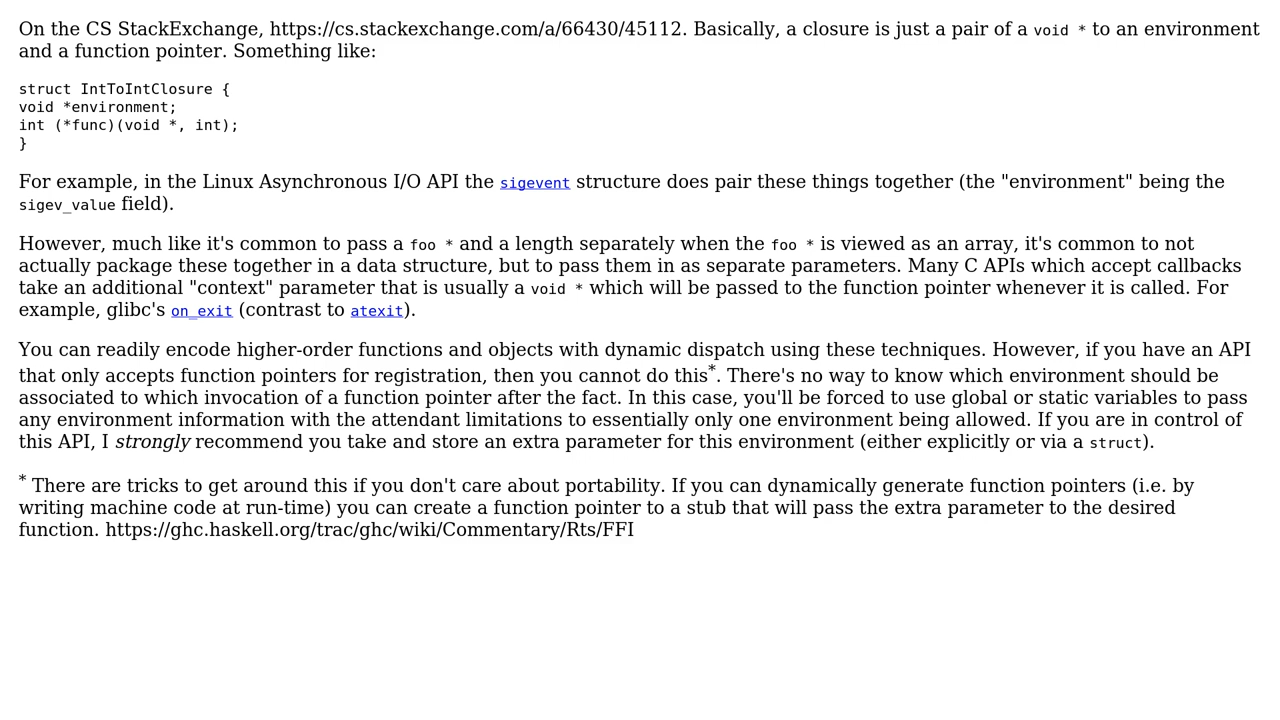 On the CS StackExchange, https://cs.stackexchange.com/a/66430/45112. Basically, a closure is just a pair of a void * to an environment
and a function pointer. Something like:
struct IntToIntClosure {
void *environment;
int (*func)(void *, int);
}
For example, in the Linux Asynchronous I/O API the sigevent structure does pair these things together (the "environment" being the
sigev_value field).
However, much like it's common to pass a foo * and a length separately when the foo * is viewed as an array, it's common to not
actually package these together in a data structure, but to pass them in as separate parameters. Many C APIs which accept callbacks
take an additional "context" parameter that is usually a void * which will be passed to the function pointer whenever it is called. For
example, glibc's on_exit (contrast to atexit).
You can readily encode higher-order functions and objects with dynamic dispatch using these techniques. However, if you have an API
that only accepts function pointers for registration, then you cannot do this*. There's no way to know which environment should be
associated to which invocation of a function pointer after the fact. In this case, you'll be forced to use global or static variables to pass
any environment information with the attendant limitations to essentially only one environment being allowed. If you are in control of
this API, I strongly recommend you take and store an extra parameter for this environment (either explicitly or via a struct).
* There are tricks to get around this if you don't care about portability. If you can dynamically generate function pointers (i.e. by
writing machine code at run-time) you can create a function pointer to a stub that will pass the extra parameter to the desired
function. https://ghc.haskell.org/trac/ghc/wiki/Commentary/Rts/FFI